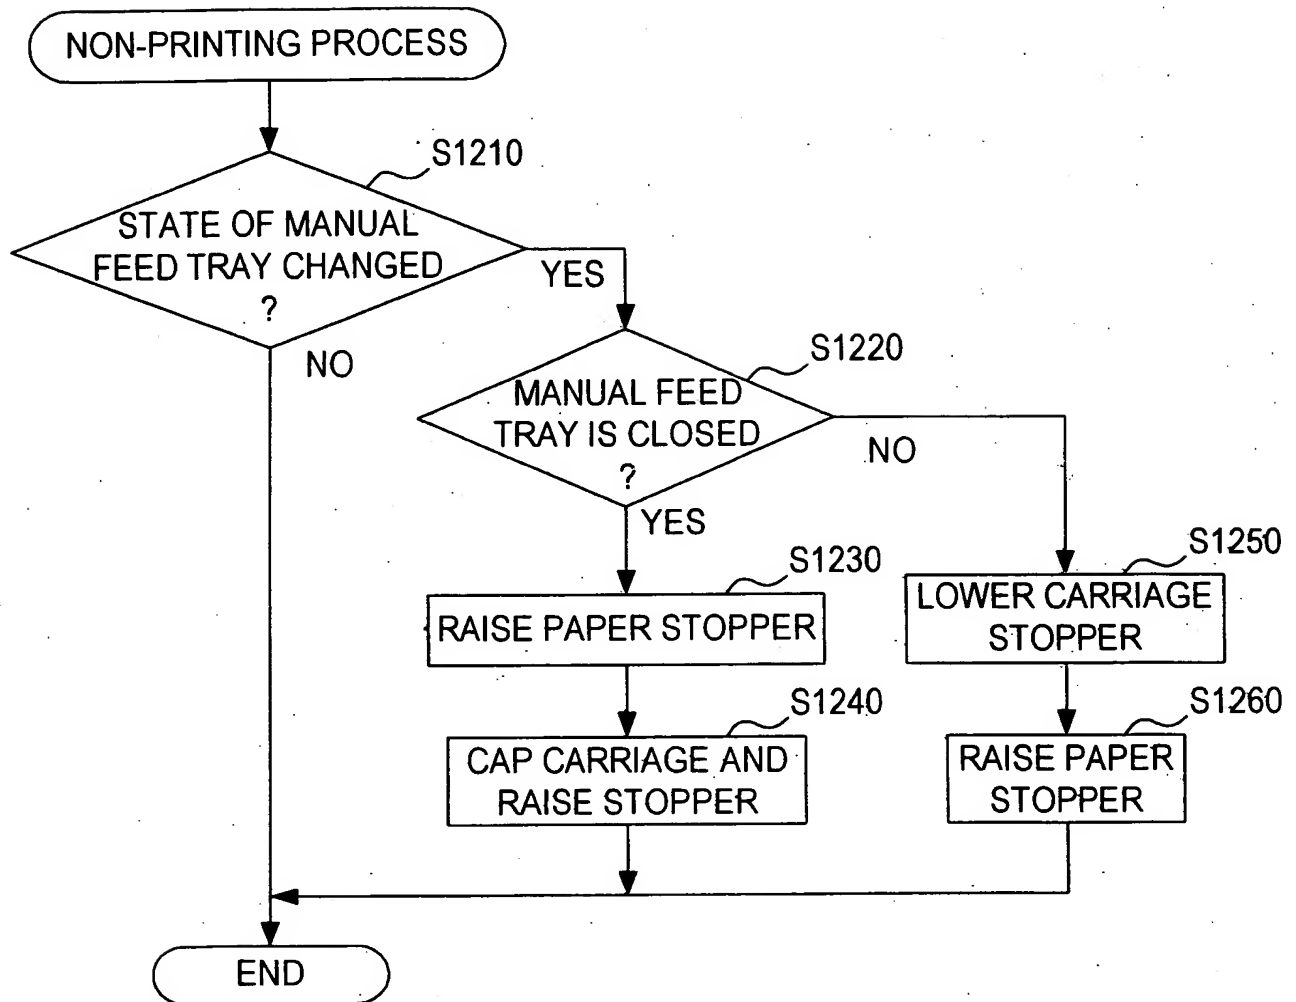 NON-PRINTING PROCESS
S1210
STATE OF MANUAL
FEED TRAY CHANGED
?
YES
NO
S1220
MANUAL FEED
TRAY IS CLOSED
?
NO
YES
S1230
RAISE PAPER STOPPER
S1250
LOWER CARRIAGE
STOPPER
S1240
CAP CARRIAGE AND
RAISE STOPPER
S1260
RAISE PAPER
STOPPER
END